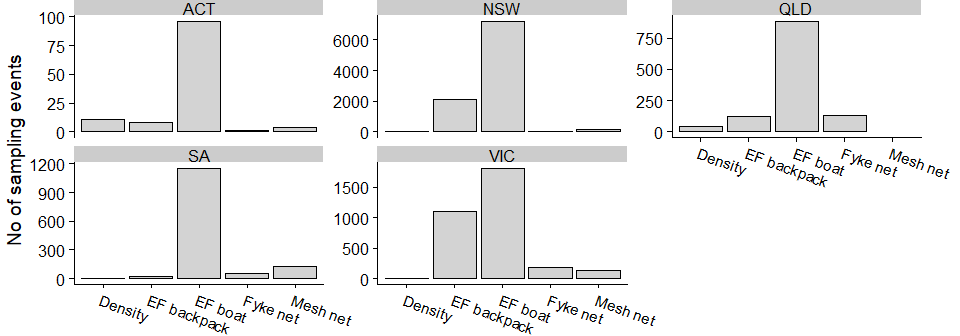 No of sampling events
ACT
100
75
50
25
0
NSW
6000
4000
2000
0
QLD
750
500
250
0
Density
EF backpack
EF boat
Fyke net
Mesh net
SA
1200
900
600
300
0
Density
EF backpack
EF boat
Fyke net
Mesh net
VIC
1500
1000
500
0
Density
EF backpack
EF boat
Fyke net
Mesh net